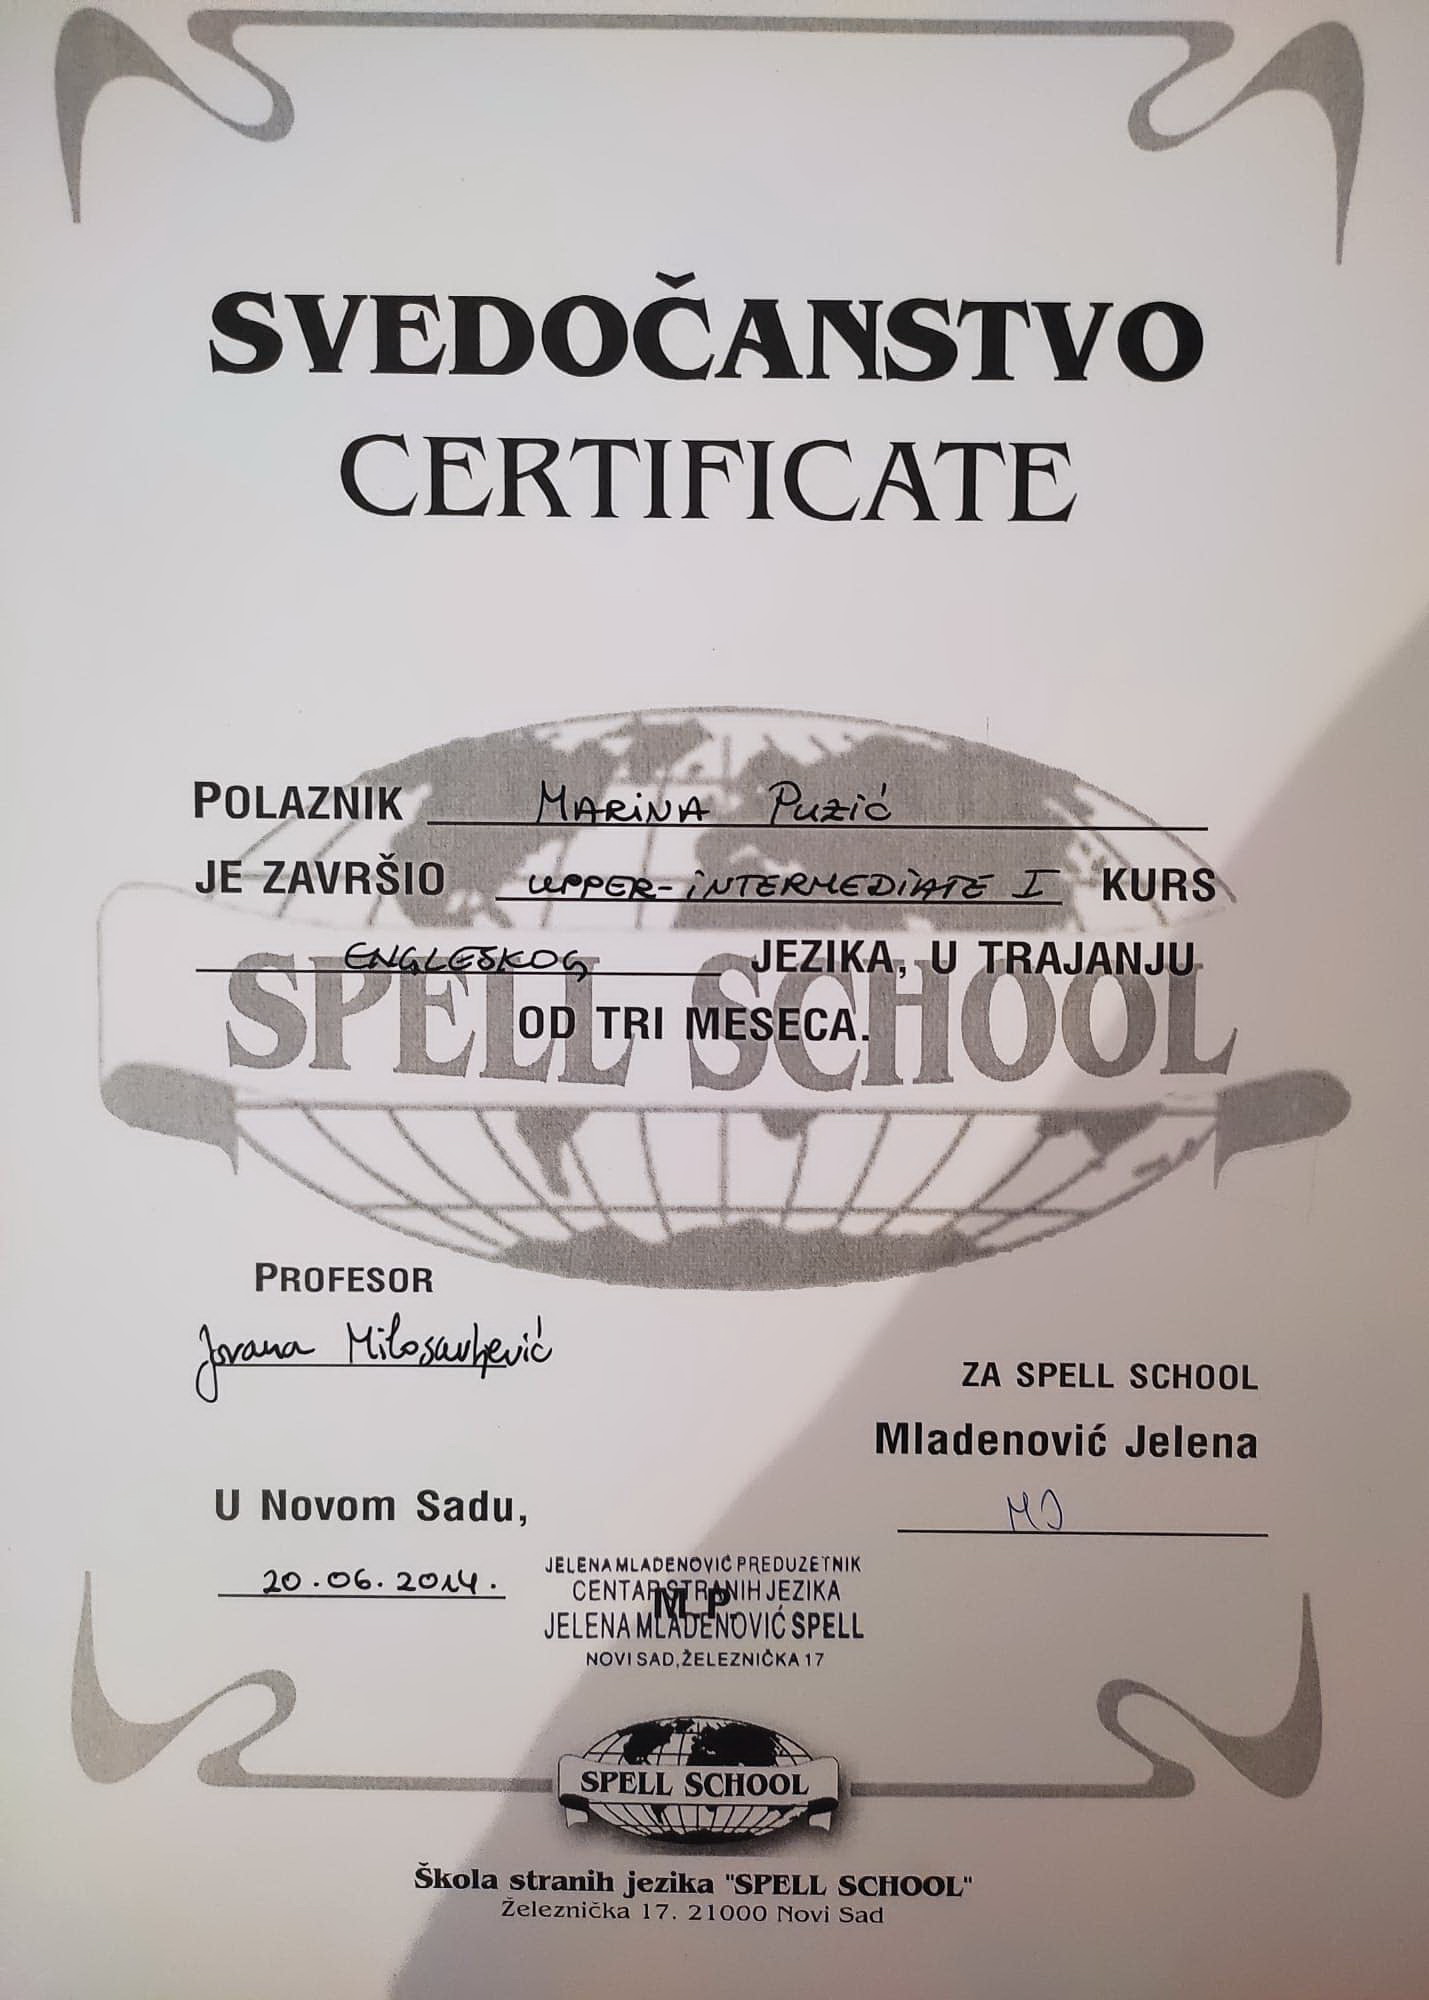 SVEDOČANSTVO
CERTIFICATE
POLAZNIK MARINA PUZIĆ
JE ZAVRŠIO UPPER-INTERMEDIATE I KURS
ENGLESKOG JEZIKA, U TRAJANJU
OD TRI MESECA.
SPELL SCHOOL
PROFESOR
Jovana Milosavljević
ZA SPELL SCHOOL
Mladenović Jelena
MJ
U Novom Sadu,
20.06.2014.
JELENA MLADENOVIĆ PREDUZETNIK
CENTAR STRANIH JEZIKA
M.P.
JELENA MLADENOVIĆ SPELL
NOVI SAD, ŽELEZNIČKA 17
SPELL SCHOOL
Škola stranih jezika "SPELL SCHOOL"
Železnička 17. 21000 Novi Sad